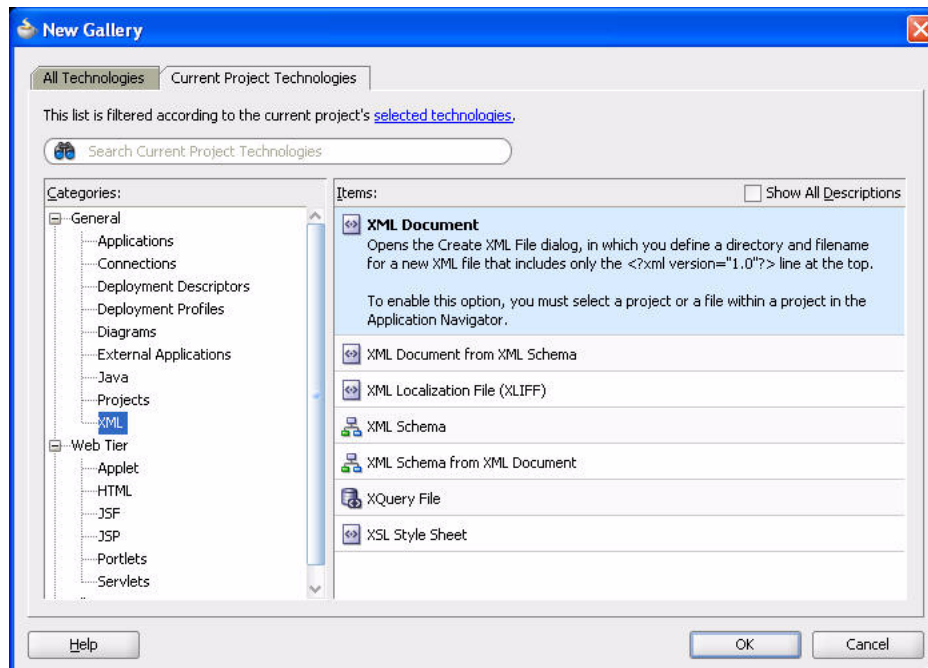 New Gallery
All Technologies
Current Project Technologies
This list is filtered according to the current project's selected technologies.
Search Current Project Technologies
Categories:
General
Applications
Connections
Deployment Descriptors
Deployment Profiles
Diagrams
External Applications
Java
Projects
XML
Web Tier
Applet
HTML
JSF
JSP
Portlets
Servlets
Items:
Show All Descriptions
XML Document
Opens the Create XML File dialog, in which you define a directory and filename
for a new XML file that includes only the <?xml version="1.0"?> line at the top.
To enable this option, you must select a project or a file within a project in the
Application Navigator.
XML Document from XML Schema
XML Localization File (XLIFF)
XML Schema
XML Schema from XML Document
XQuery File
XSL Style Sheet
Help
OK
Cancel